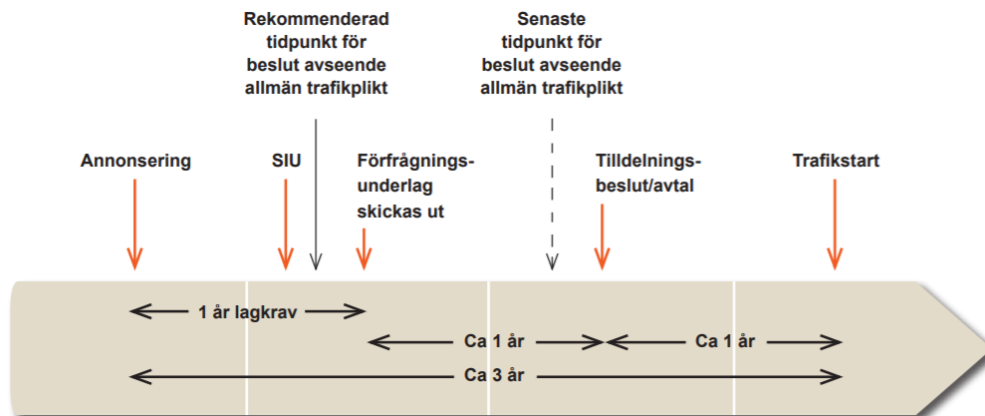 Rekommenderad
tidpunkt för
beslut avseende
allmän trafikplikt
Senaste
tidpunkt för
beslut avseende
allmän trafikplikt
Annonsering
SIU
Förfrågnings-
underlag
skickas ut
Tilldelnings-
beslut/avtal
Trafikstart
1 år lagkrav
Ca 1 år
Ca 1 år
Ca 3 år